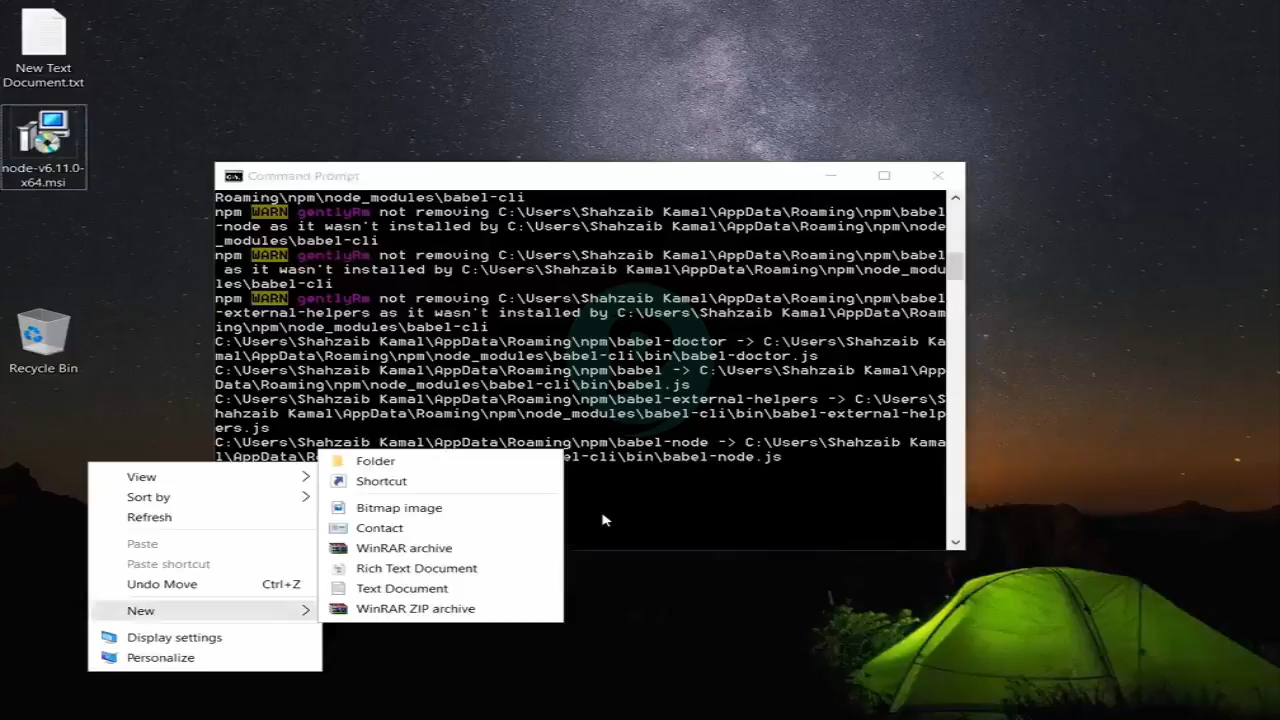 New Text
Document.txt
node-v6.11.0-
x64.msi
Recycle Bin
Command Prompt
Roaming\npm\node_modules\babel-cli
npm WARN gentlyRm not removing C:\Users\Shahzaib Kamal\AppData\Roaming\npm\babel
-node as it wasn't installed by C:\Users\Shahzaib Kamal\AppData\Roaming\npm\node
_modules\babel-cli
npm WARN gentlyRm not removing C:\Users\Shahzaib Kamal\AppData\Roaming\npm\babel
 as it wasn't installed by C:\Users\Shahzaib Kamal\AppData\Roaming\npm\node_modu
les\babel-cli
npm WARN gentlyRm not removing C:\Users\Shahzaib Kamal\AppData\Roaming\npm\babel
-external-helpers as it wasn't installed by C:\Users\Shahzaib Kamal\AppData\Roam
ing\npm\node_modules\babel-cli
C:\Users\Shahzaib Kamal\AppData\Roaming\npm\babel-doctor -> C:\Users\Shahzaib Ka
mal\AppData\Roaming\npm\node_modules\babel-cli\bin\babel-doctor.js
C:\Users\Shahzaib Kamal\AppData\Roaming\npm\babel -> C:\Users\Shahzaib Kamal\App
Data\Roaming\npm\node_modules\babel-cli\bin\babel.js
C:\Users\Shahzaib Kamal\AppData\Roaming\npm\babel-external-helpers -> C:\Users\S
hahzaib Kamal\AppData\Roaming\npm\node_modules\babel-cli\bin\babel-external-help
ers.js
C:\Users\Shahzaib Kamal\AppData\Roaming\npm\babel-node -> C:\Users\Shahzaib Kama
l\AppData\R
el-cli\bin\babel-node.js
View
Sort by
Refresh
Paste
Paste shortcut
Undo Move Ctrl+Z
New
Display settings
Personalize
Folder
Shortcut
Bitmap image
Contact
WinRAR archive
Rich Text Document
Text Document
WinRAR ZIP archive